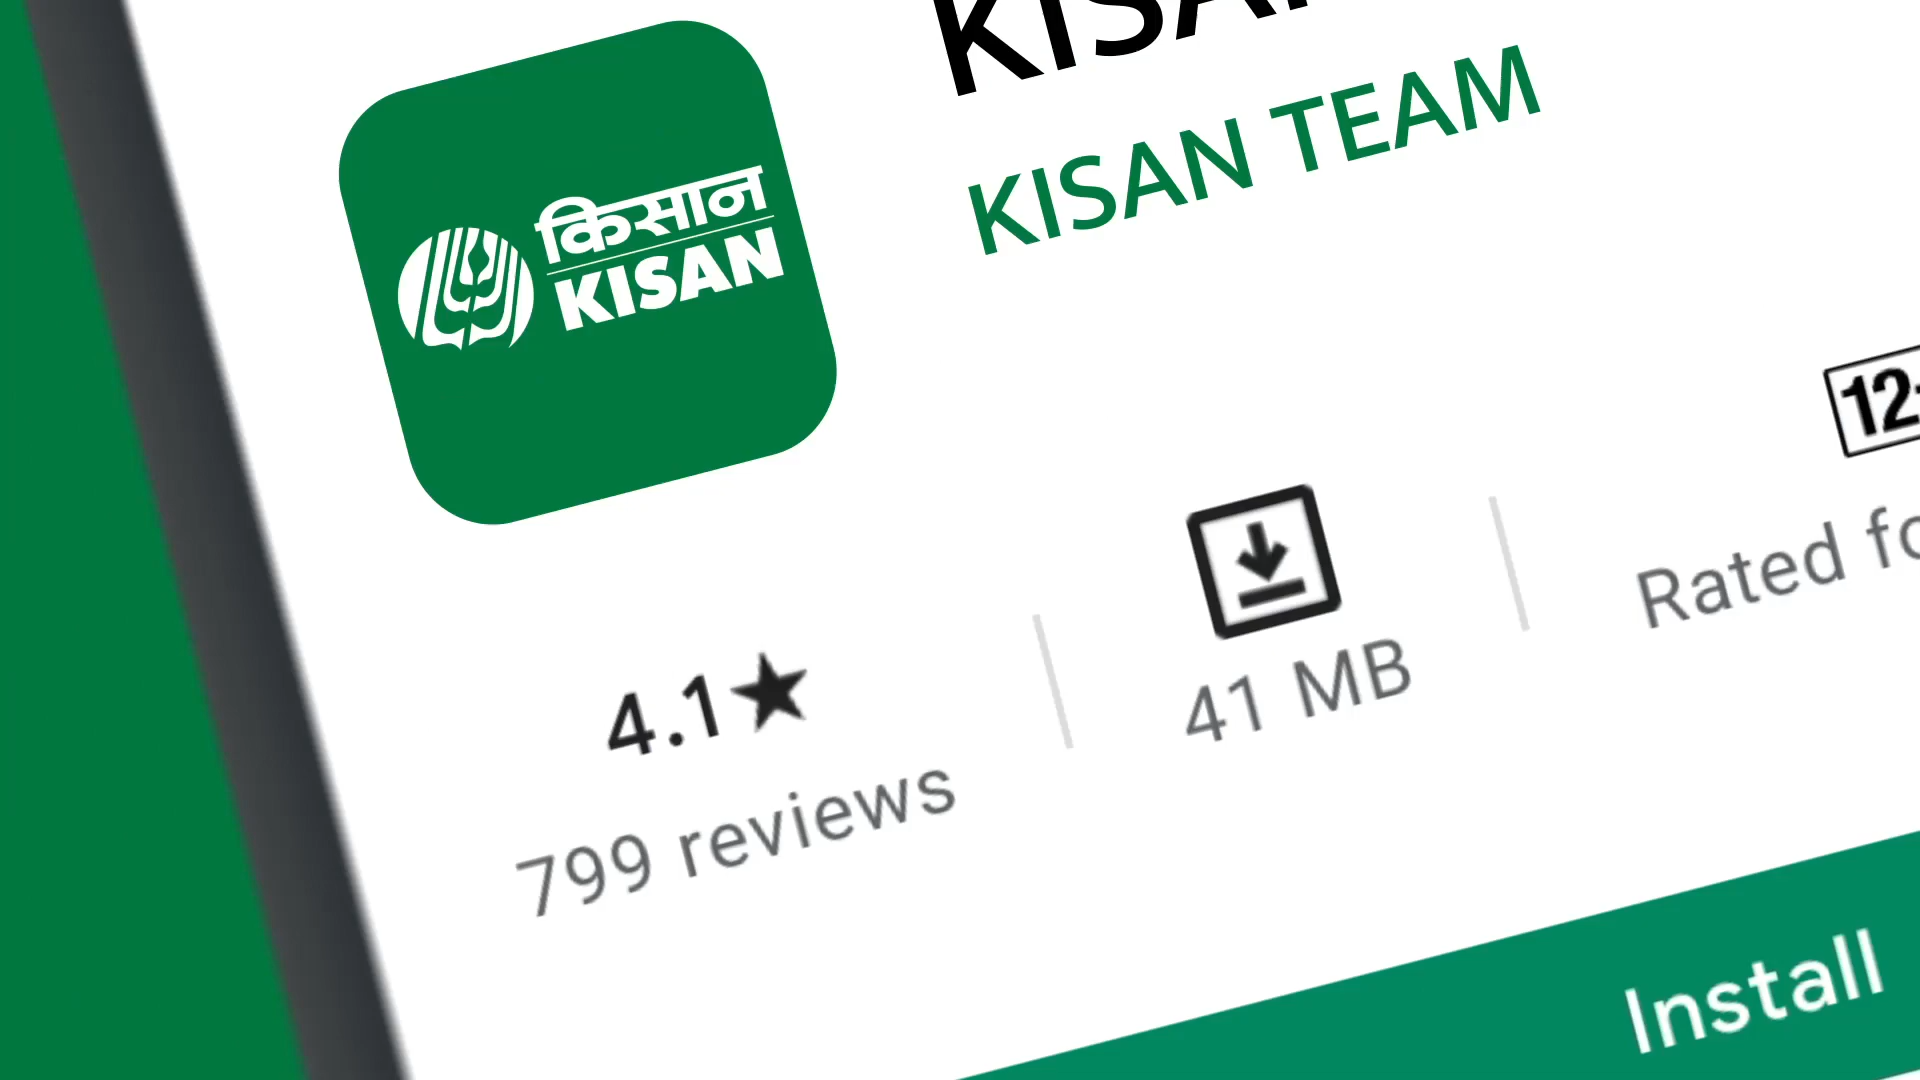 KISAN TEAM
किसान
KISAN
4.1★
799 reviews
41 MB
Rated
Install